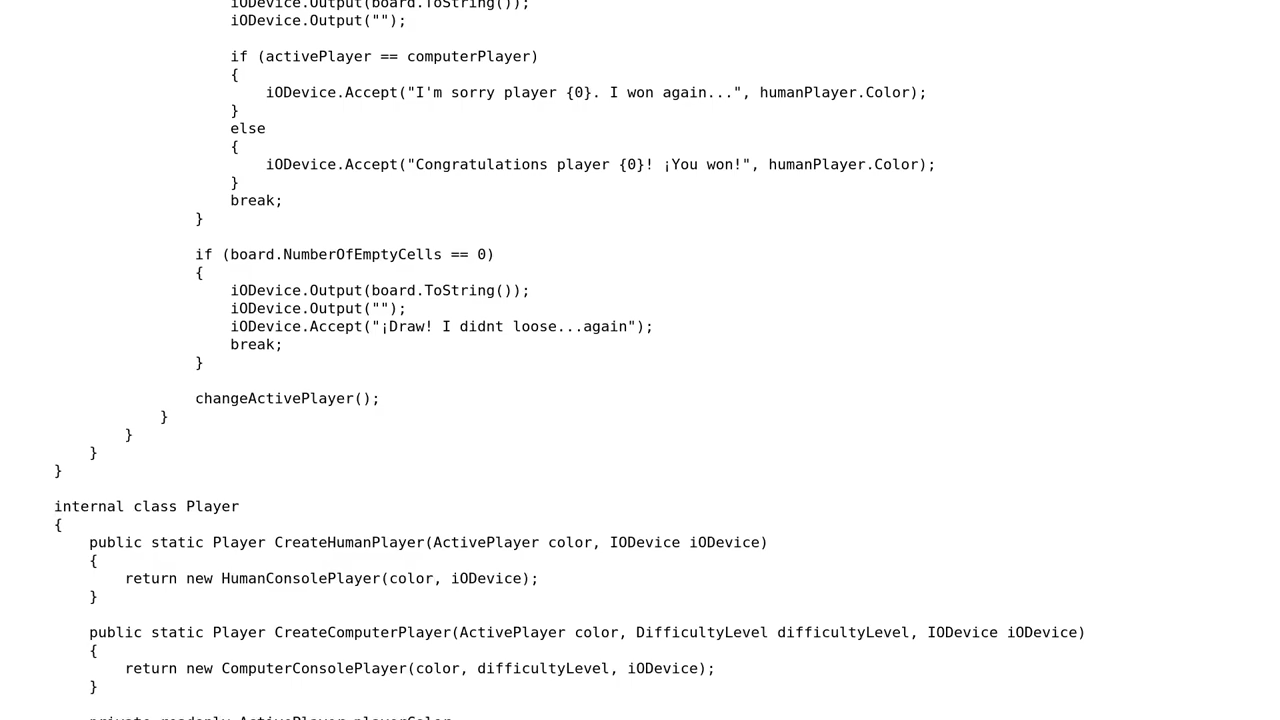 iODevice.Output(board.ToString());
iODevice.Output("");
if (activePlayer == computerPlayer)
{
iODevice.Accept("I'm sorry player {0}. I won again...", humanPlayer.Color);
}
else
{
iODevice.Accept("Congratulations player {0}! ¡You won!", humanPlayer.Color);
}
break;
}
if (board.NumberOfEmptyCells == 0)
{
iODevice.Output(board.ToString());
iODevice.Output("");
iODevice.Accept("¡Draw! I didnt loose...again");
break;
}
changeActivePlayer();
}
}
}
}
internal class Player
{
public static Player CreateHumanPlayer(ActivePlayer color, IODevice iODevice)
{
return new HumanConsolePlayer(color, iODevice);
}
public static Player CreateComputerPlayer(ActivePlayer color, DifficultyLevel difficultyLevel, IODevice iODevice)
{
return new ComputerConsolePlayer(color, difficultyLevel, iODevice);
}
private readonly ActivePlayer playerColor